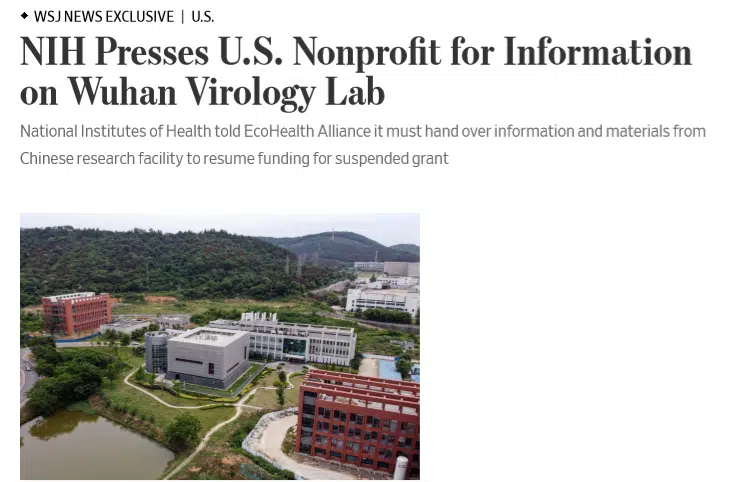 ◆ WSJ NEWS EXCLUSIVE | U.S.
NIH Presses U.S. Nonprofit for Information
on Wuhan Virology Lab
National Institutes of Health told EcoHealth Alliance it must hand over information and materials from
Chinese research facility to resume funding for suspended grant